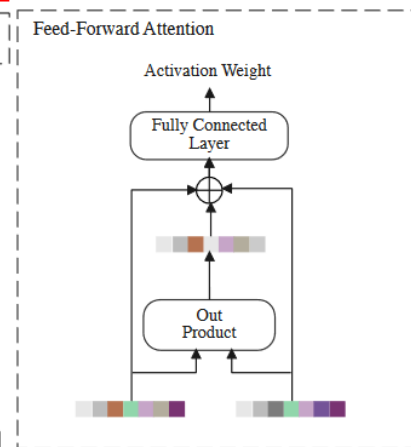 Feed-Forward Attention
Activation Weight
Fully Connected
Layer
Out
Product